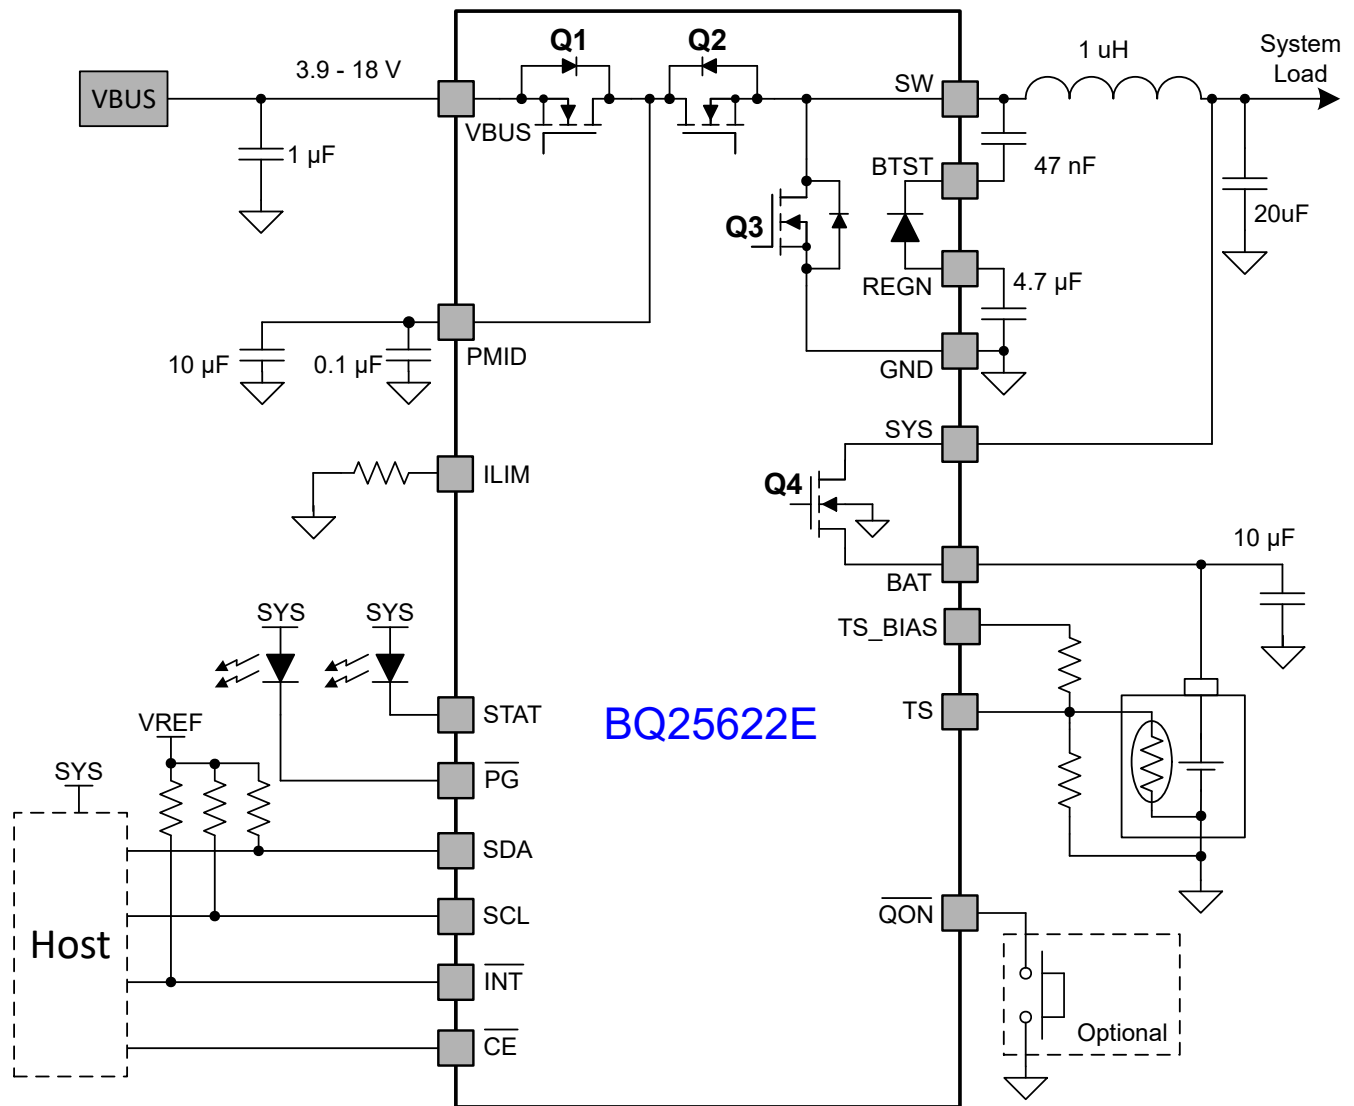 Q1
Q2
3.9 - 18 V
1 uH
System
Load
VBUS
SW
VBUS
1 µF
BTST
47 nF
20uF
Q3
REGN
4.7 µF
10 µF
0.1 µF
PMID
GND
SYS
ILIM
Q4
10 µF
BAT
SYS
SYS
TS_BIAS
STAT
TS
BQ25622E
VREF
SYS
PG
SDA
SCL
QON
Host
INT
Optional
CE